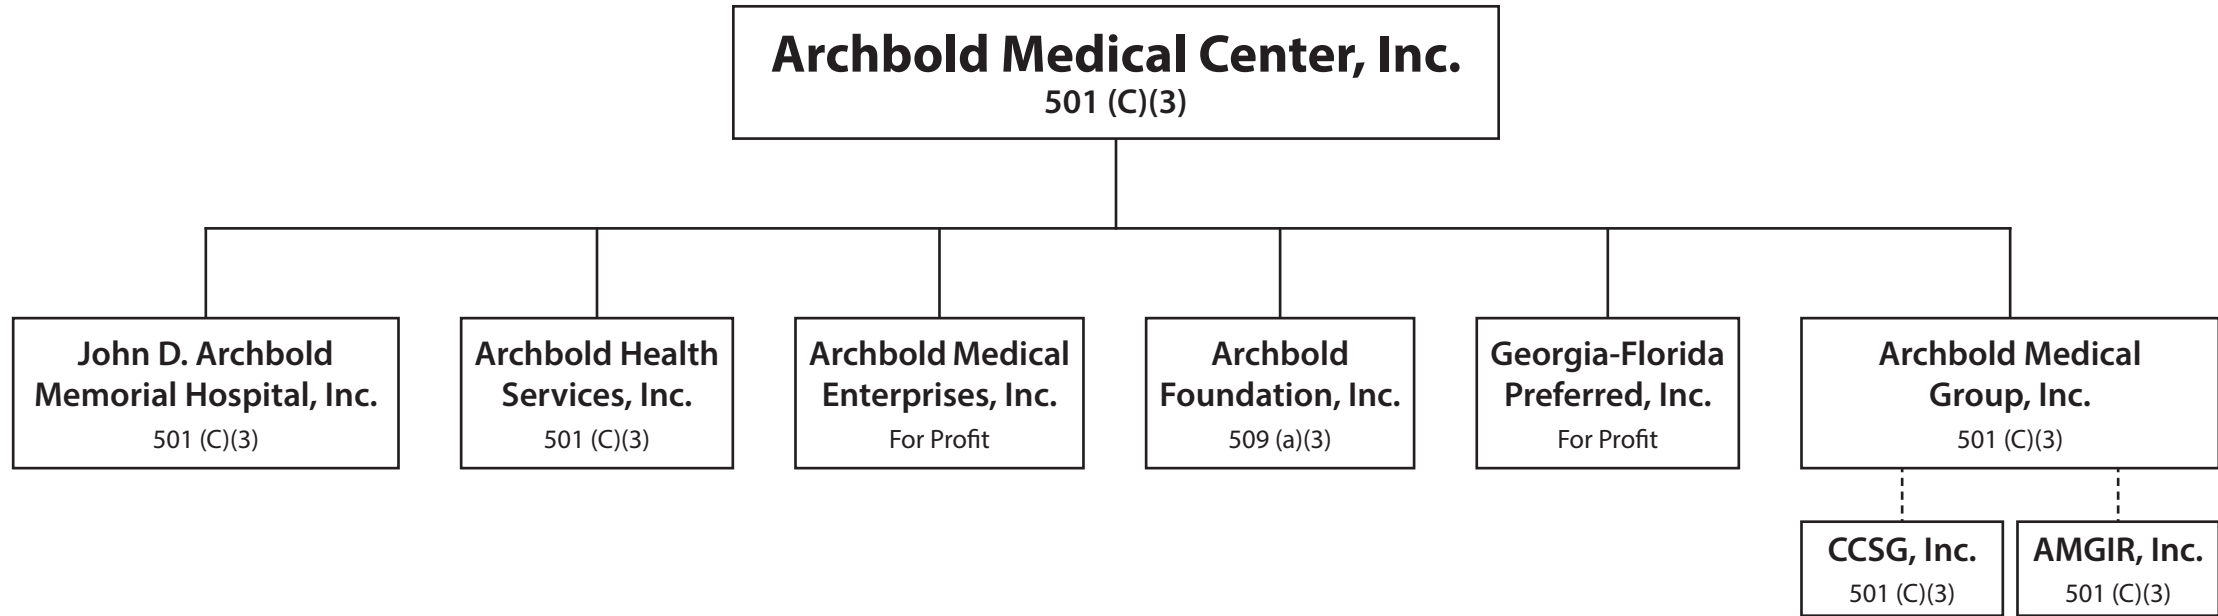 Archbold Medical Center, Inc.
501 (C)(3)
John D. Archbold
Memorial Hospital, Inc.
501 (C)(3)
Archbold Health
Services, Inc.
501 (C)(3)
Archbold Medical
Enterprises, Inc.
For Profit
Archbold
Foundation, Inc.
509 (a)(3)
Georgia-Florida
Preferred, Inc.
For Profit
Archbold Medical
Group, Inc.
501 (C)(3)
CCSG, Inc.
501 (C)(3)
AMGIR, Inc.
501 (C)(3)